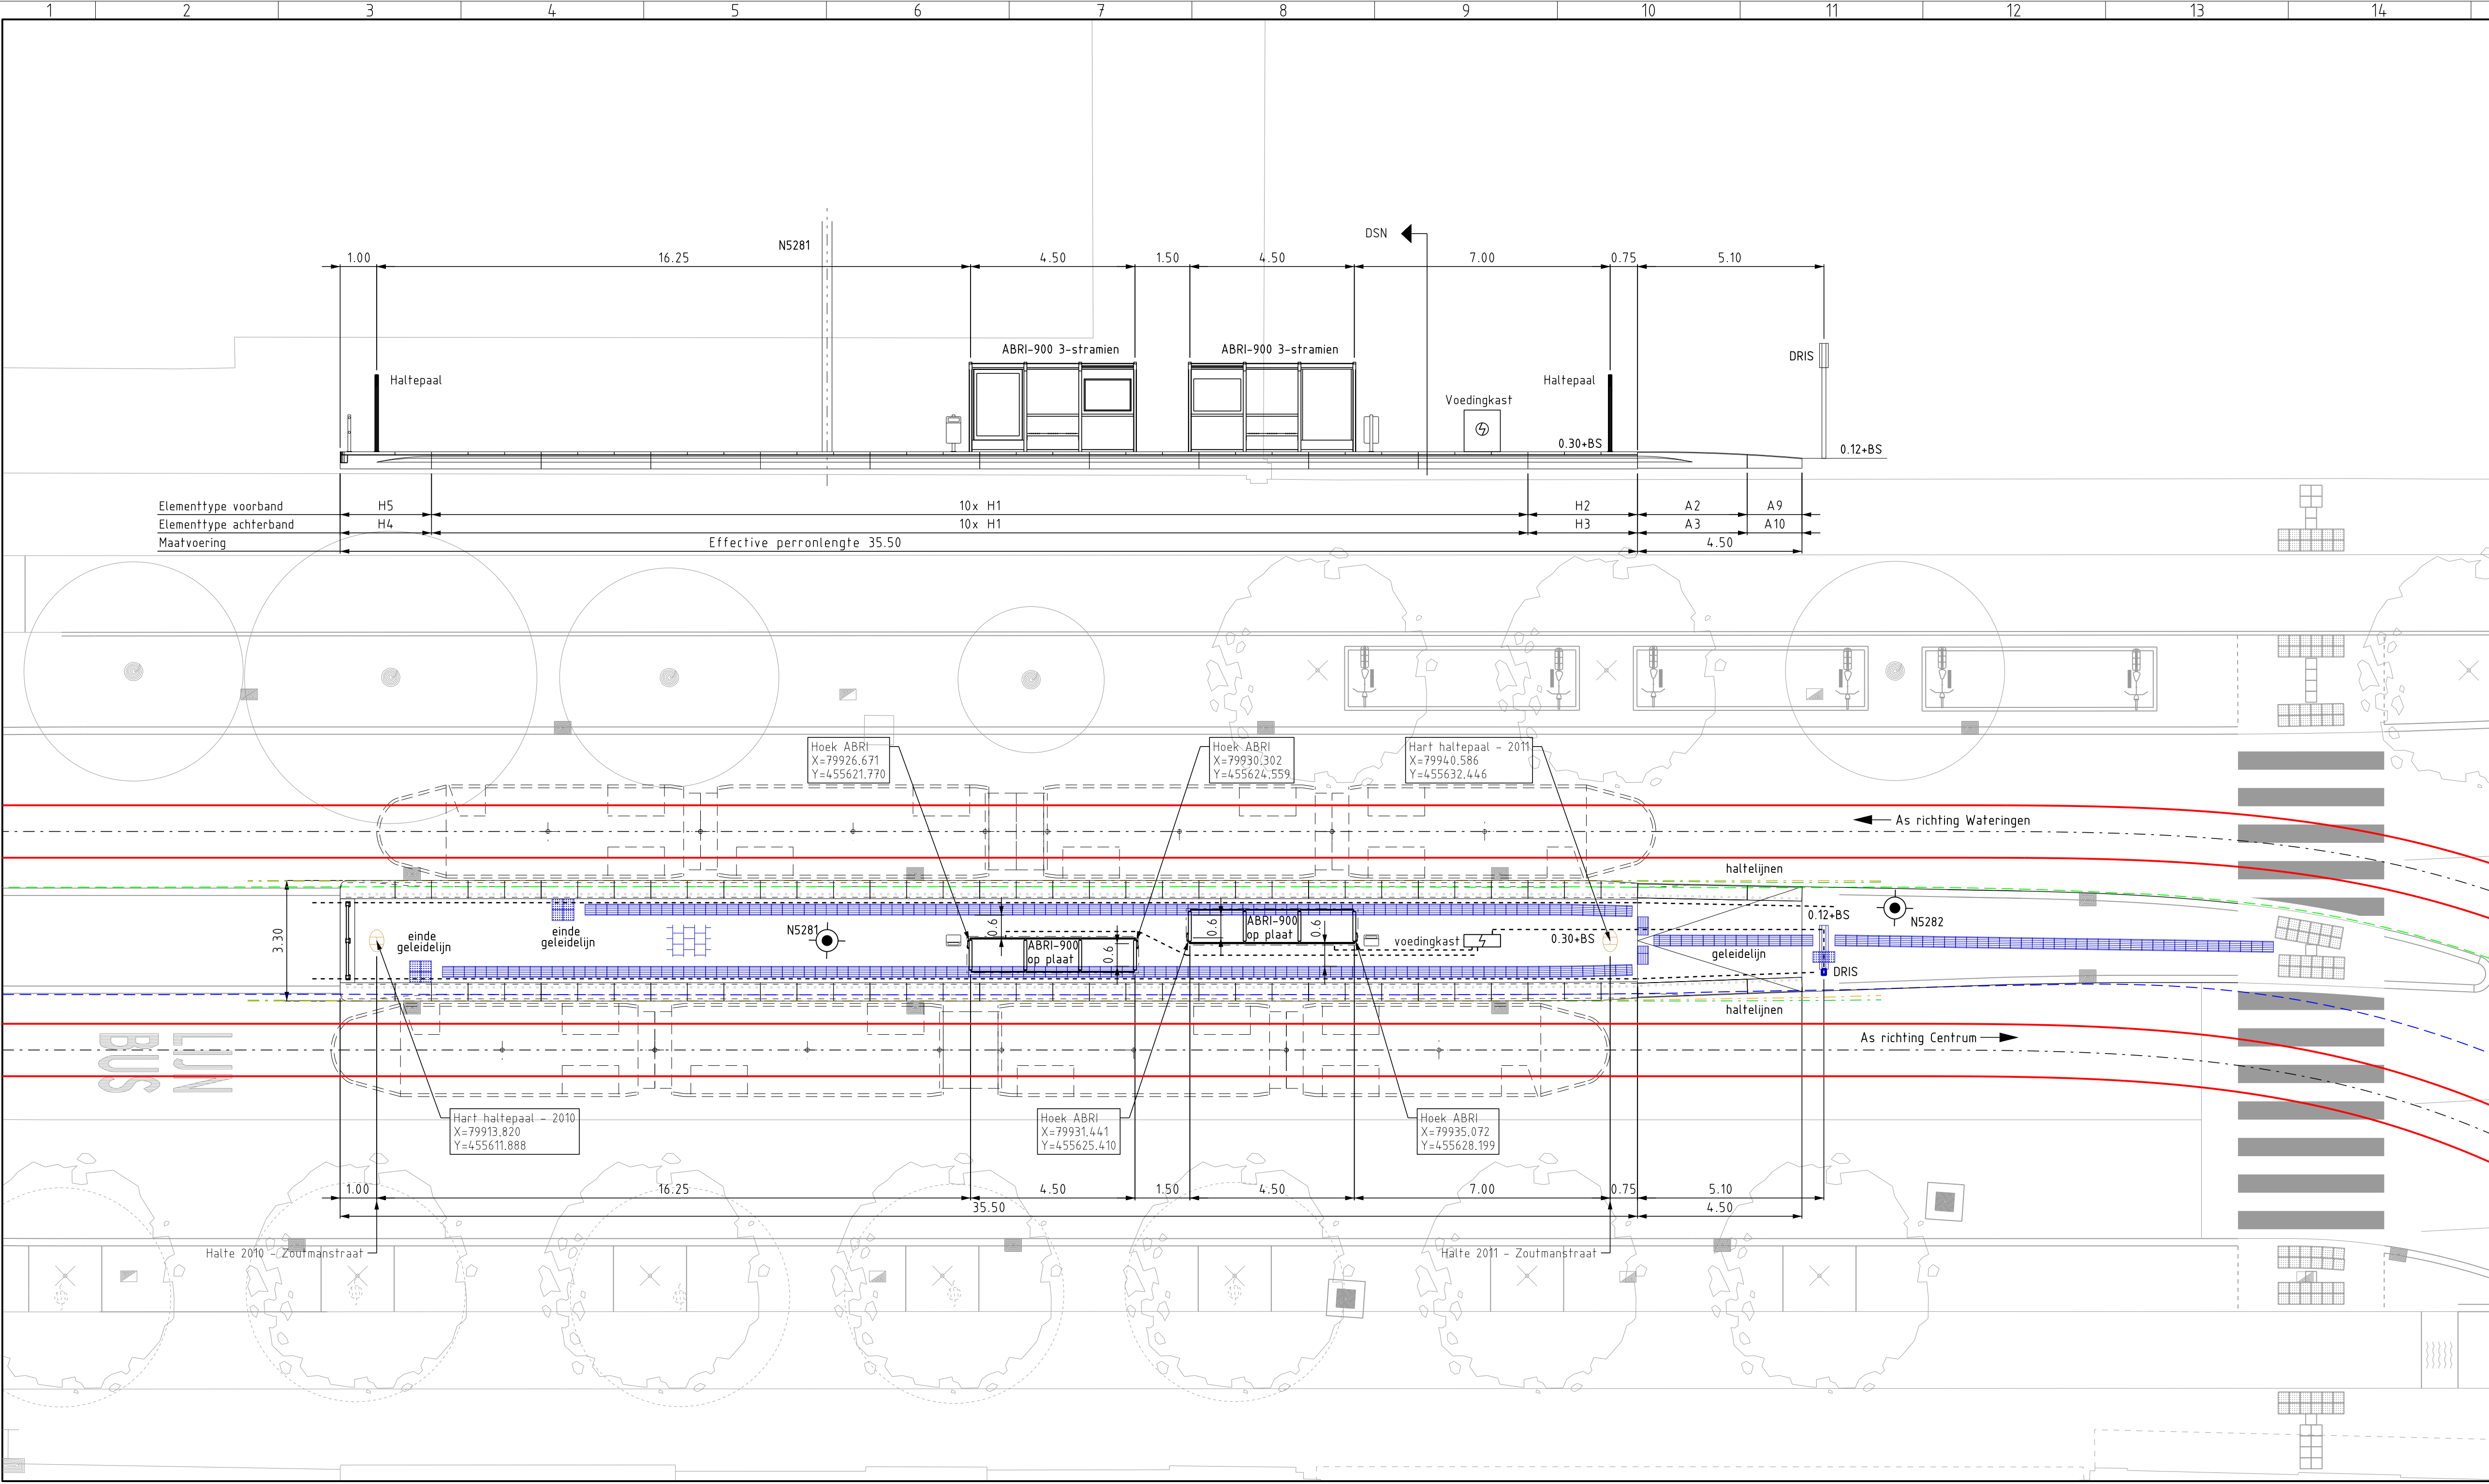 1 2 3 4 5 6 7 8 9 10 11 12 13 14
N5281
DSN
1.00 16.25 4.50 1.50 4.50 7.00 0.75 5.10
ABRI-900 3-stramien ABRI-900 3-stramien
DRIS
Haltepaal
Haltepaal
Voedingkast
0.30+BS
0.12+BS
Elementtype voorband H5 10x H1 H2 A2 A9
Elementtype achterband H4 10x H1 H3 A3 A10
Maatvoering Effective perronlengte 35.50 4.50
Hoek ABRI
X=79926.671
Y=455621.770
Hoek ABRI
X=79930.302
Y=455624.559
Hart haltepaal - 2011
X=79940.586
Y=455632.446
As richting Wateringen
haltelijnen
3.30
einde
geleidelijn
einde
geleidelijn
N5281
0.6
ABRI-900
op plaat
0.6
0.6
ABRI-900
op plaat
0.6
voedingkast
0.30+BS
0.12+BS
N5282
geleidelijn
DRIS
haltelijnen
As richting Centrum
LIJN
BUS
Hart haltepaal - 2010
X=79913.820
Y=455611.888
Hoek ABRI
X=79931.441
Y=455625.410
Hoek ABRI
X=79935.072
Y=455628.199
1.00 16.25 4.50 1.50 4.50 7.00 0.75 5.10
35.50 4.50
Halte 2010 - Zoutmanstraat
Halte 2011 - Zoutmanstraat